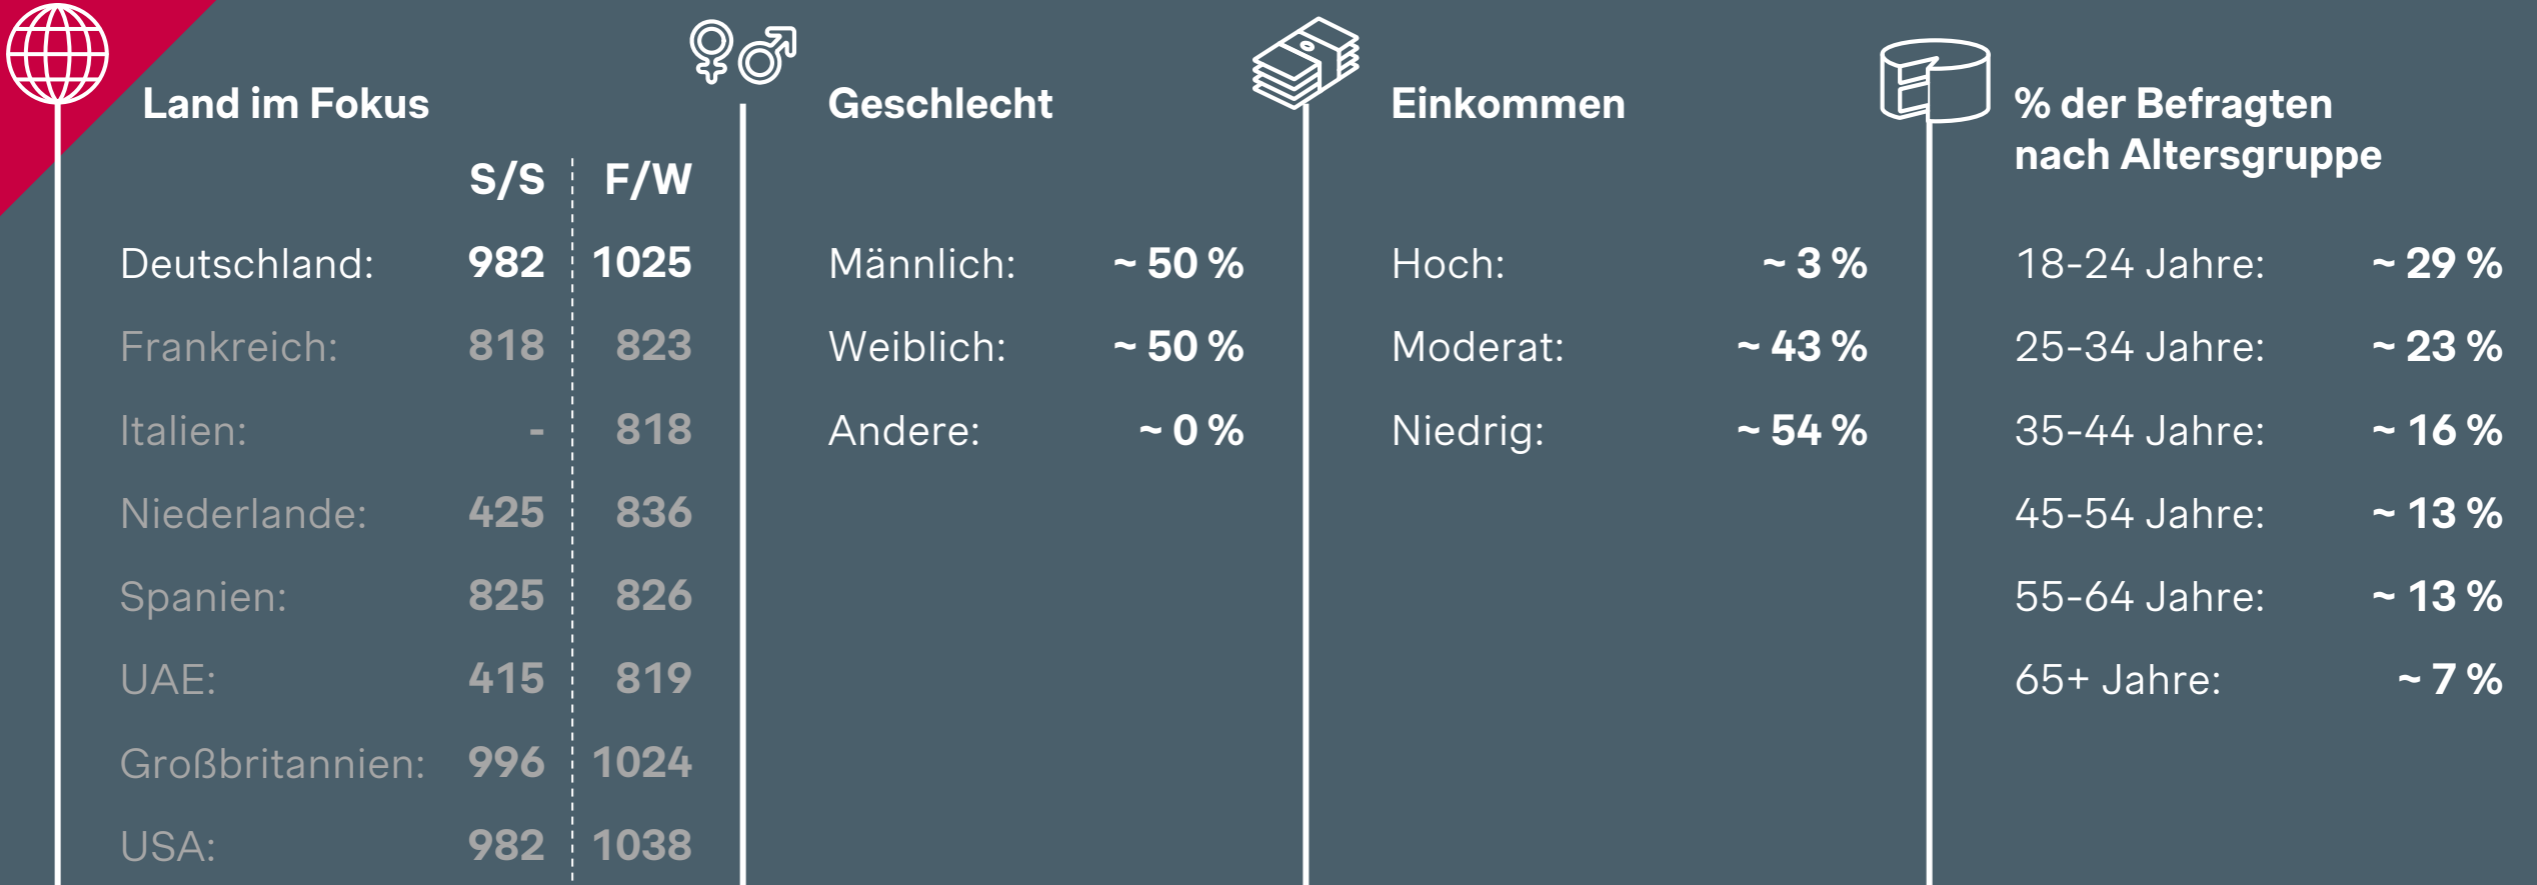 Land im Fokus
S/S F/W
Deutschland: 982 1025
Frankreich: 818 823
Italien: - 818
Niederlande: 425 836
Spanien: 825 826
UAE: 415 819
Großbritannien: 996 1024
USA: 982 1038
Geschlecht
Männlich: ~ 50 %
Weiblich: ~ 50 %
Andere: ~ 0 %
Einkommen
Hoch: ~ 3 %
Moderat: ~ 43 %
Niedrig: ~ 54 %
% der Befragten
nach Altersgruppe
18-24 Jahre: ~ 29 %
25-34 Jahre: ~ 23 %
35-44 Jahre: ~ 16 %
45-54 Jahre: ~ 13 %
55-64 Jahre: ~ 13 %
65+ Jahre: ~ 7 %